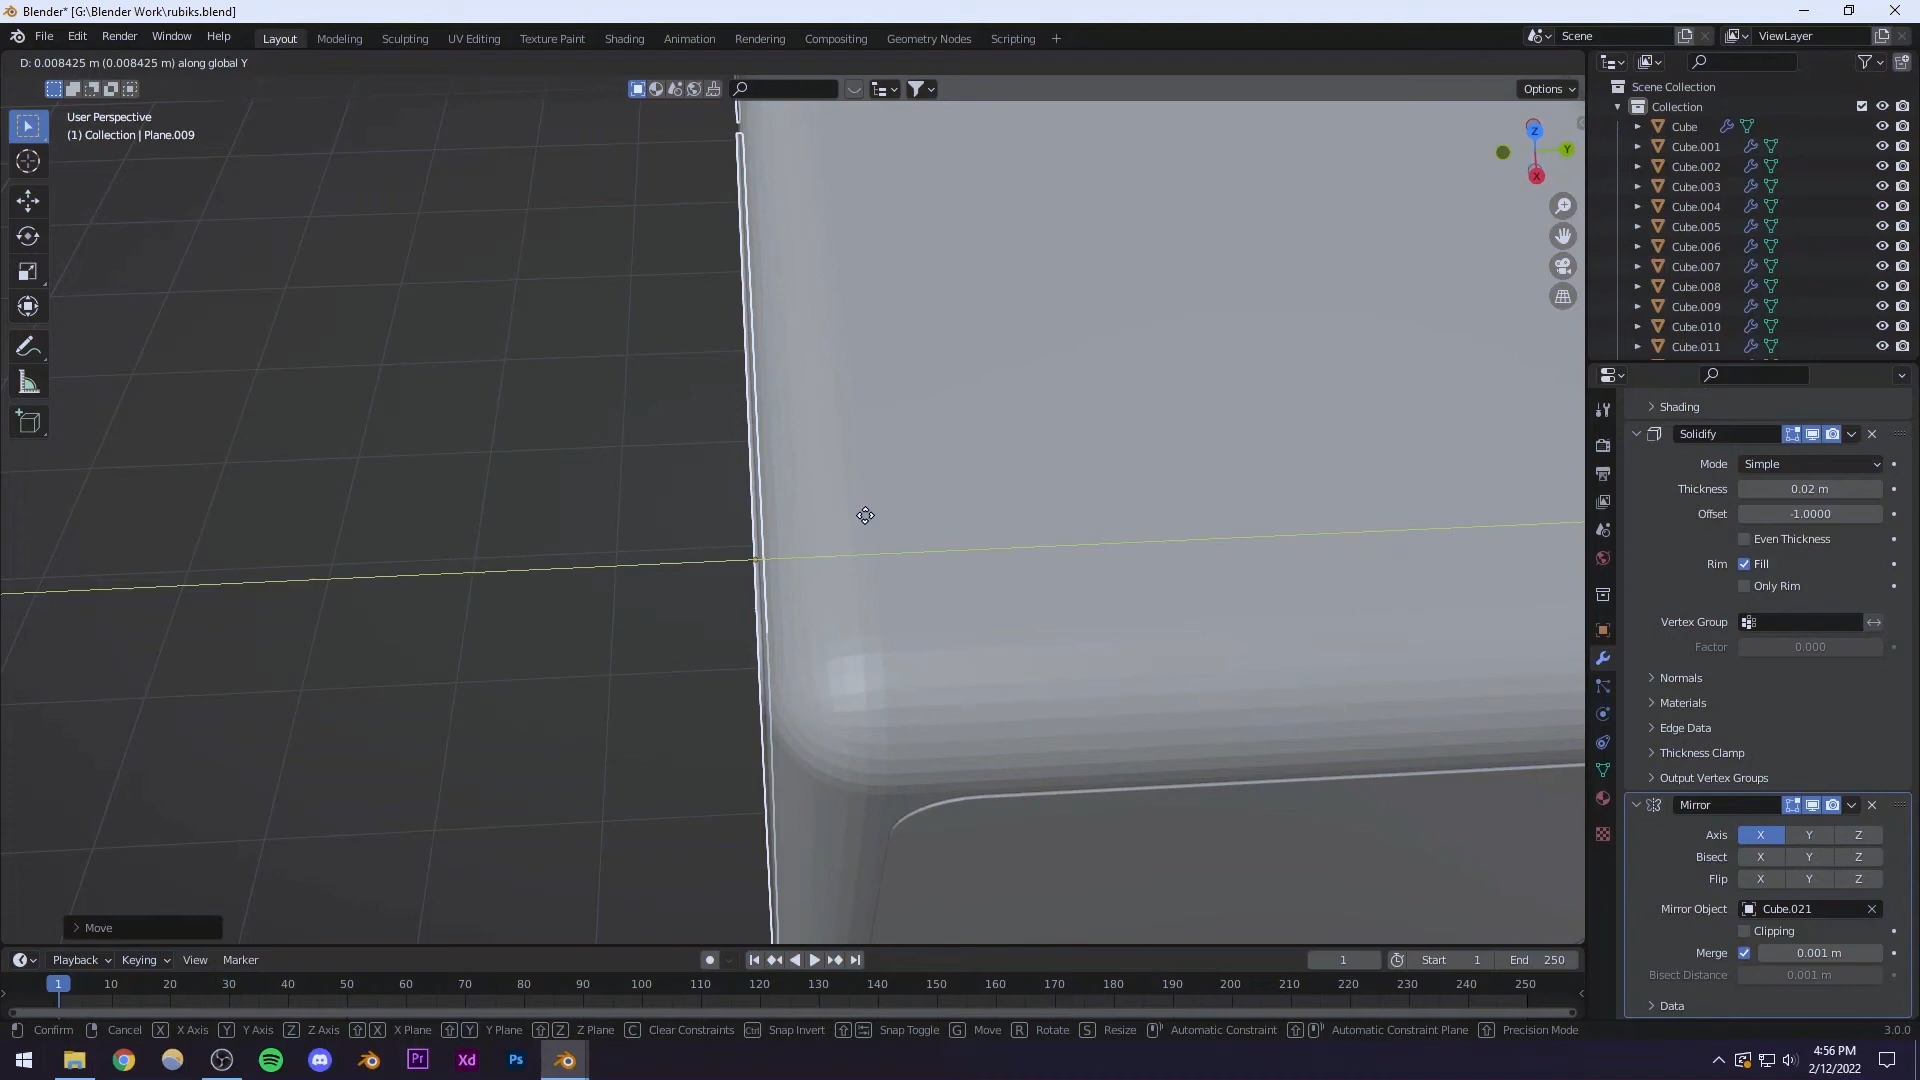 Blender* [G:\Blender Work\rubiks.blend]
File Edit Render Window Help Layout Modeling Sculpting UV Editing Texture Paint Shading Animation Rendering Compositing Geometry Nodes Scripting + Scene ViewLayer
D: 0.008425 m (0.008425 m) along global Y
Options
User Perspective
(1) Collection | Plane.009
Z
Y
X
Scene Collection
Collection
Cube
Cube.001
Cube.002
Cube.003
Cube.004
Cube.005
Cube.006
Cube.007
Cube.008
Cube.009
Cube.010
Cube.011
Shading
Solidify
Mode Simple
Thickness 0.02 m
Offset -1.0000
Even Thickness
Rim Fill
Only Rim
Vertex Group
Factor 0.000
Normals
Materials
Edge Data
Thickness Clamp
Output Vertex Groups
Mirror
Axis X Y Z
Bisect X Y Z
Flip X Y Z
Mirror Object Cube.021
Clipping
Merge 0.001 m
Bisect Distance 0.001 m
Data
Move
Playback Keying View Marker 1 Start 1 End 250
1 10 20 30 40 50 60 70 80 90 100 110 120 130 140 150 160 170 180 190 200 210 220 230 240 250
Confirm Cancel X X Axis Y Y Axis Z Z Axis X X Plane Y Y Plane Z Z Plane C Clear Constraints Ctrl Snap Invert Snap Toggle G Move R Rotate S Resize Automatic Constraint Automatic Constraint Plane Precision Mode 3.0.0
Pr Xd Ps
4:56 PM
2/12/2022